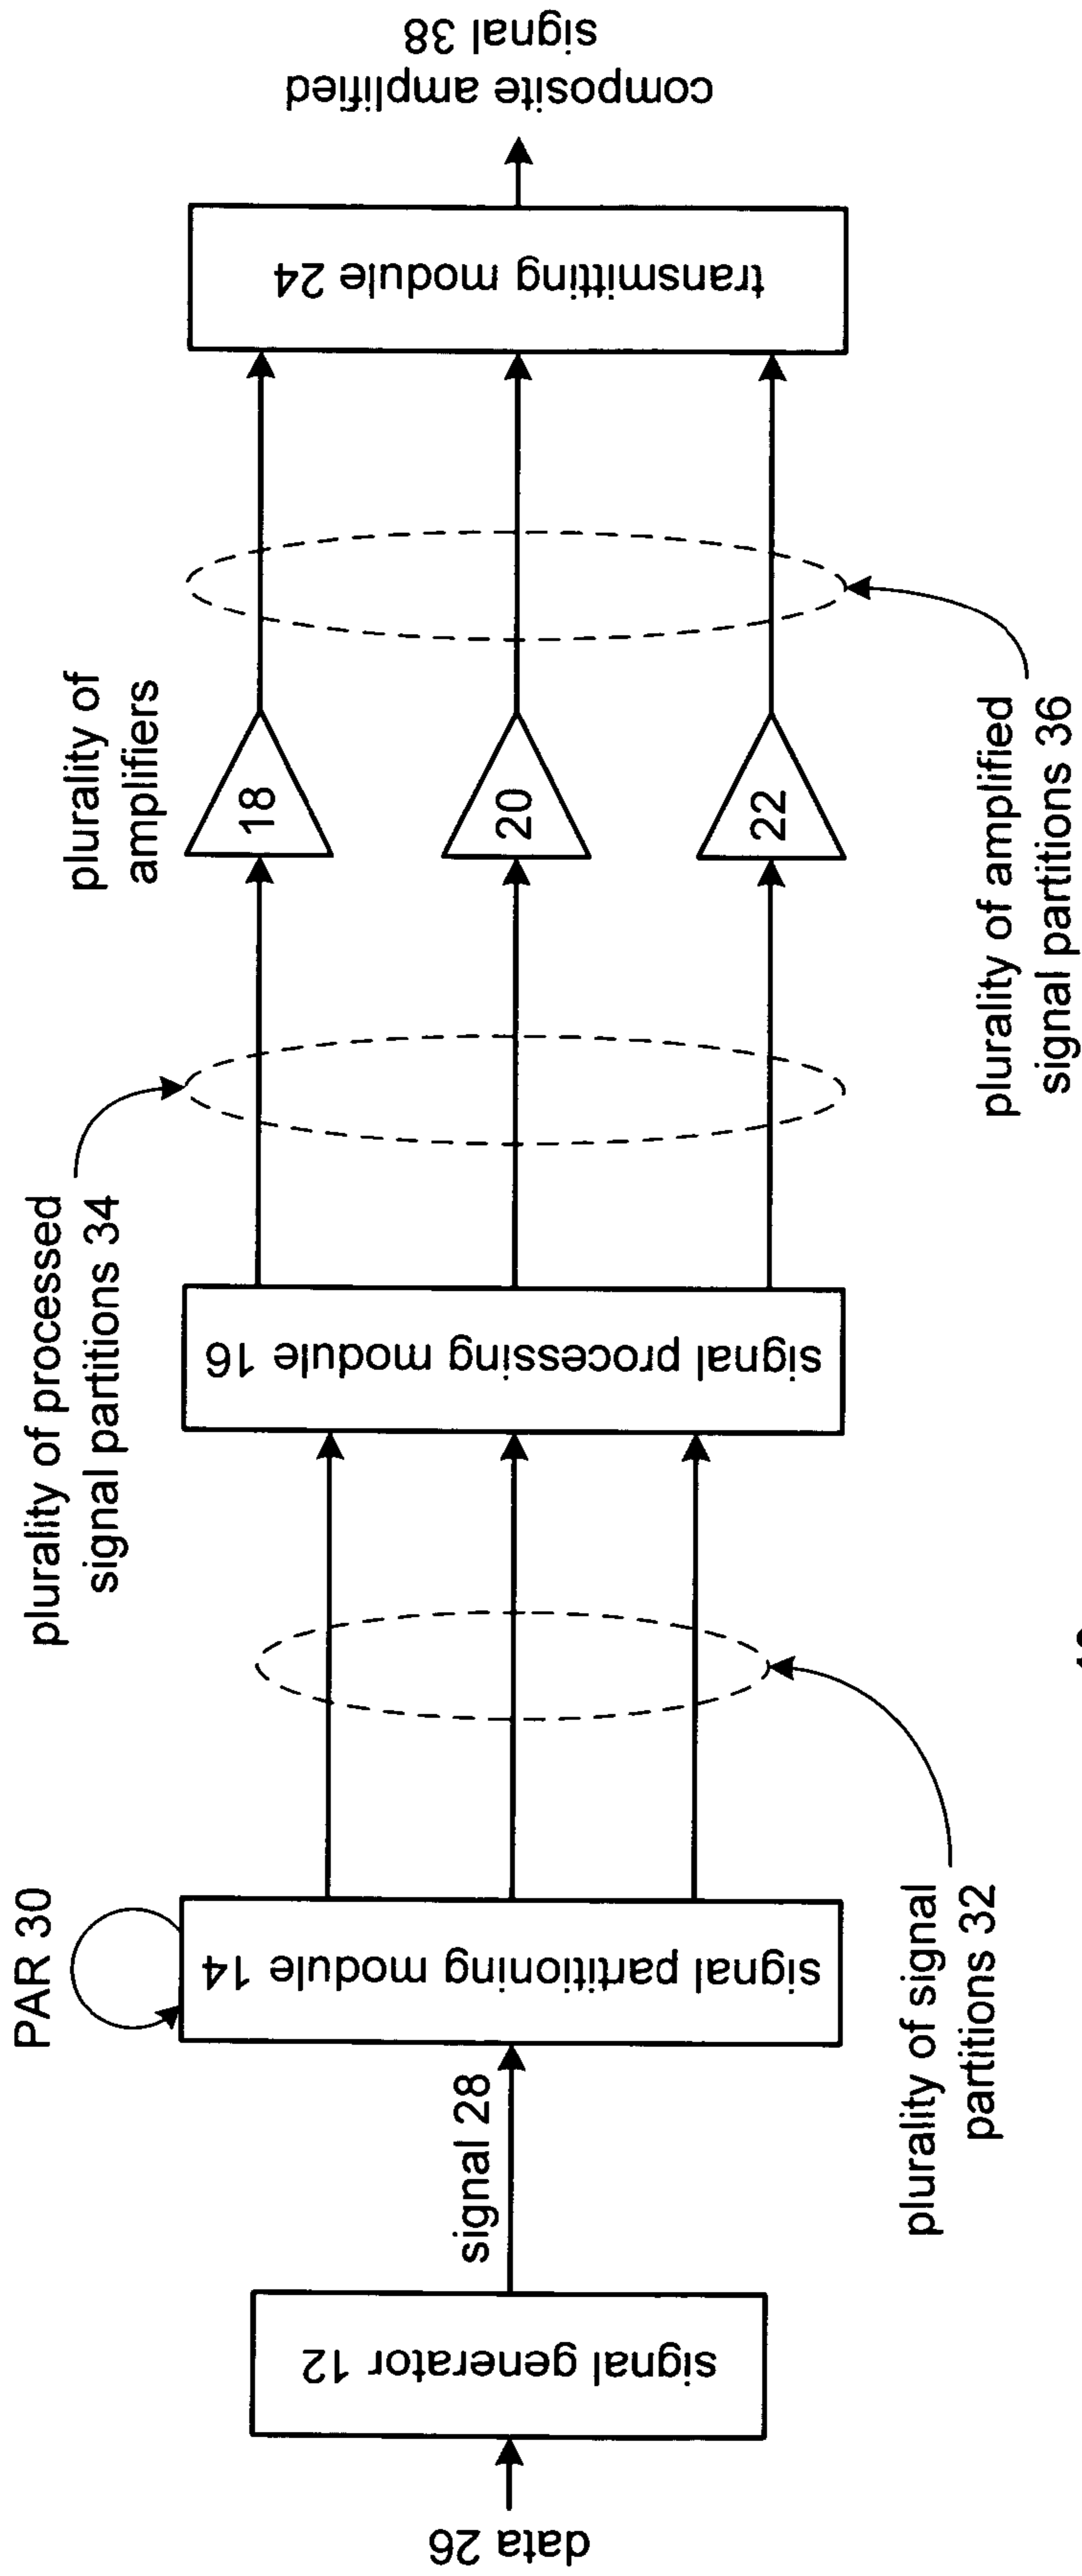 data 26
signal generator 12
signal 28
PAR 30
signal partitioning module 14
plurality of signal
partitions 32
signal processing module 16
plurality of processed
signal partitions 34
plurality of
amplifiers
18
20
22
plurality of amplified
signal partitions 36
transmitting module 24
composite amplified
signal 38